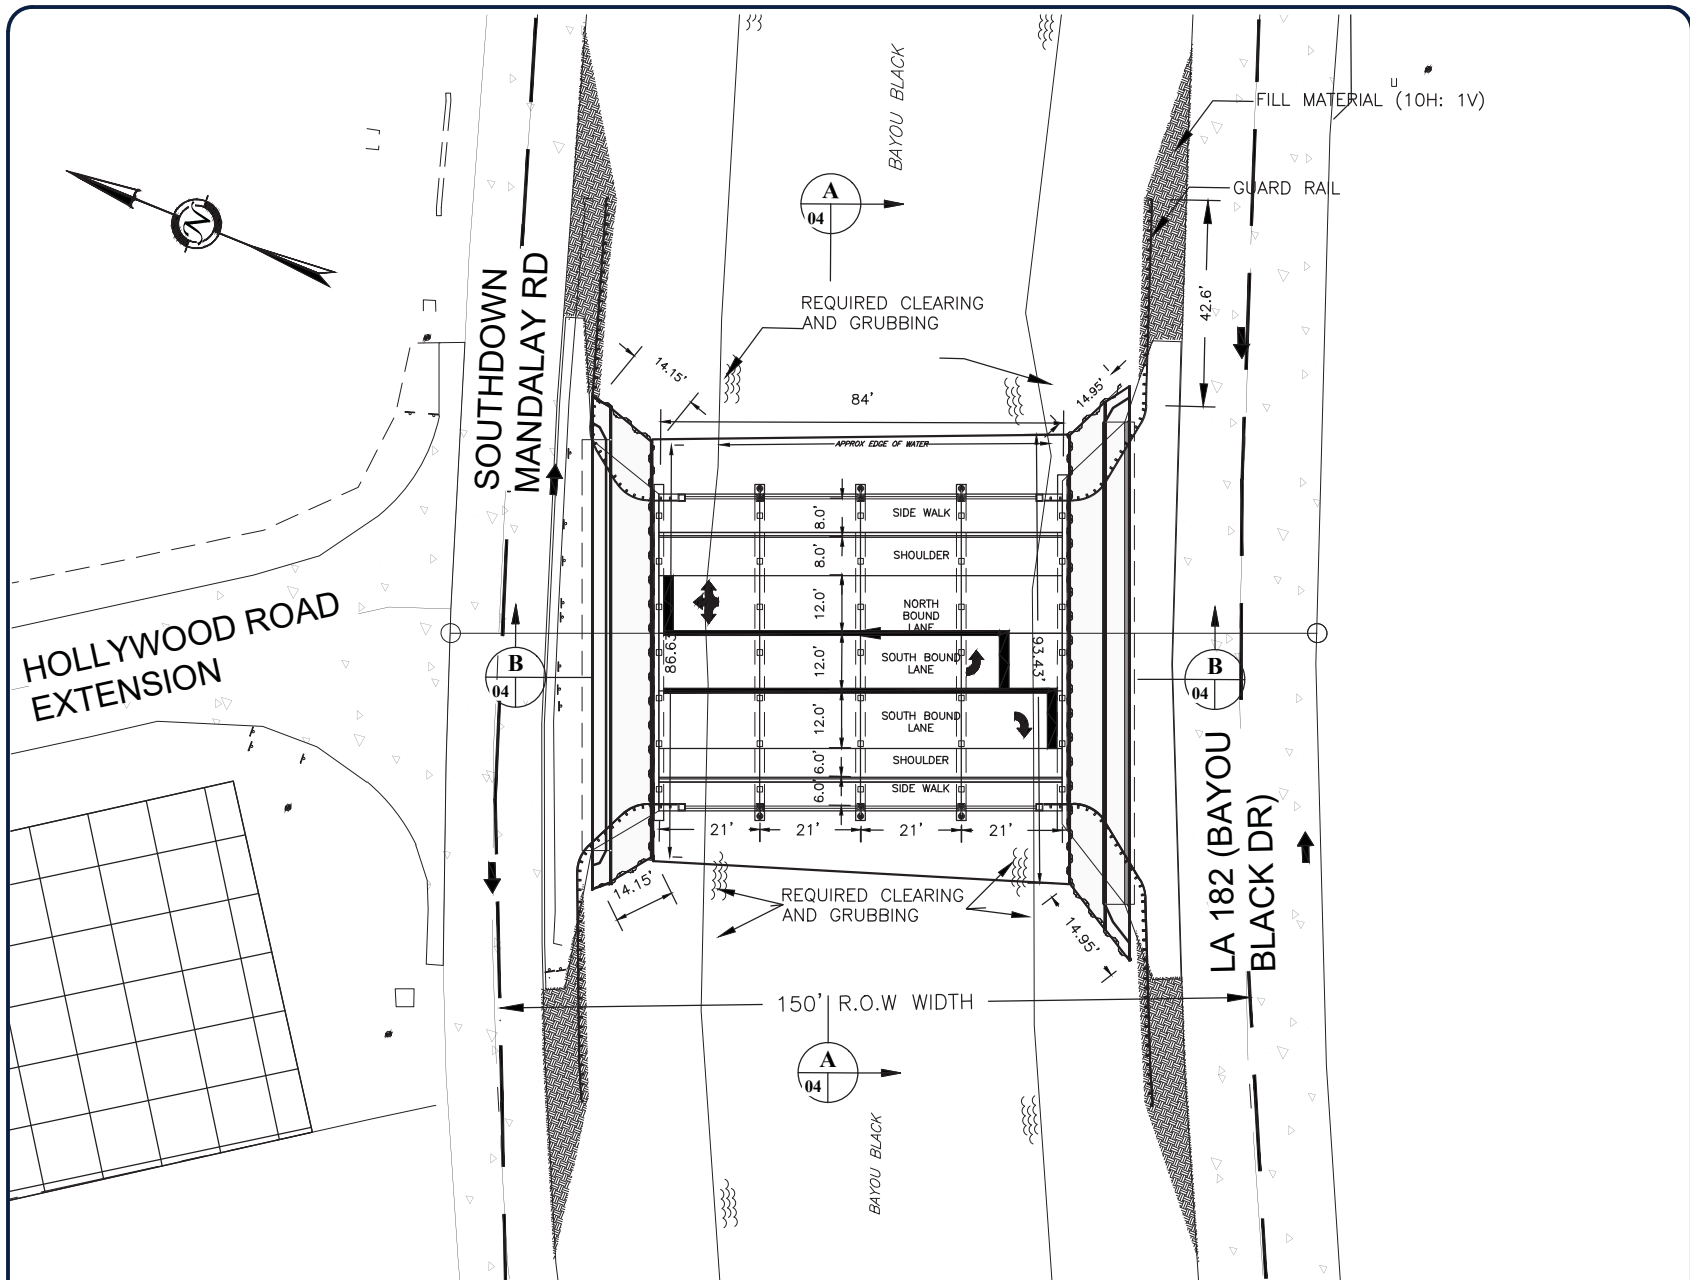 BAYOU BLACK
FILL MATERIAL (10H: 1V)
GUARD RAIL
A
04
N
SOUTHDOWN
MANDALAY RD
REQUIRED CLEARING
AND GRUBBING
42.6'
14.15'
14.95'
84'
APPROX EDGE OF WATER
8.0'
SIDE WALK
8.0'
SHOULDER
12.0'
NORTH
BOUND
LANE
HOLLYWOOD ROAD
EXTENSION
B
04
86.63'
12.0'
SOUTH BOUND
LANE
93.43'
B
04
12.0'
SOUTH BOUND
LANE
6.0'
SHOULDER
6.0'
SIDE WALK
21'
21'
21'
21'
LA 182 (BAYOU
BLACK DR)
14.15'
REQUIRED CLEARING
AND GRUBBING
14.95'
150' R.O.W WIDTH
A
04
BAYOU BLACK